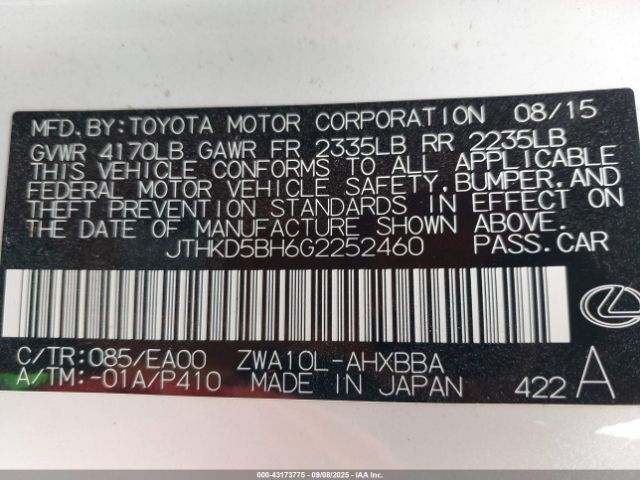 MFD.BY:TOYOTA MOTOR CORPORATION 08/15
GVWR 4170LB GAWR FR 2335LB RR 2235LB
THIS VEHICLE CONFORMS TO ALL APPLICABLE
FEDERAL MOTOR VEHICLE SAFETY,BUMPER,AND
THEFT PREVENTION STANDARDS IN EFFECT ON
THE DATE OF MANUFACTURE SHOWN ABOVE.
JTHKD5BH6G2252460 PASS.CAR
C/TR:085/EA00 ZWA10L-AHXBBA
A/TM:-01A/P410 MADE IN JAPAN 422 A
000-43173775 - 09/08/2025 - IAAI.COM